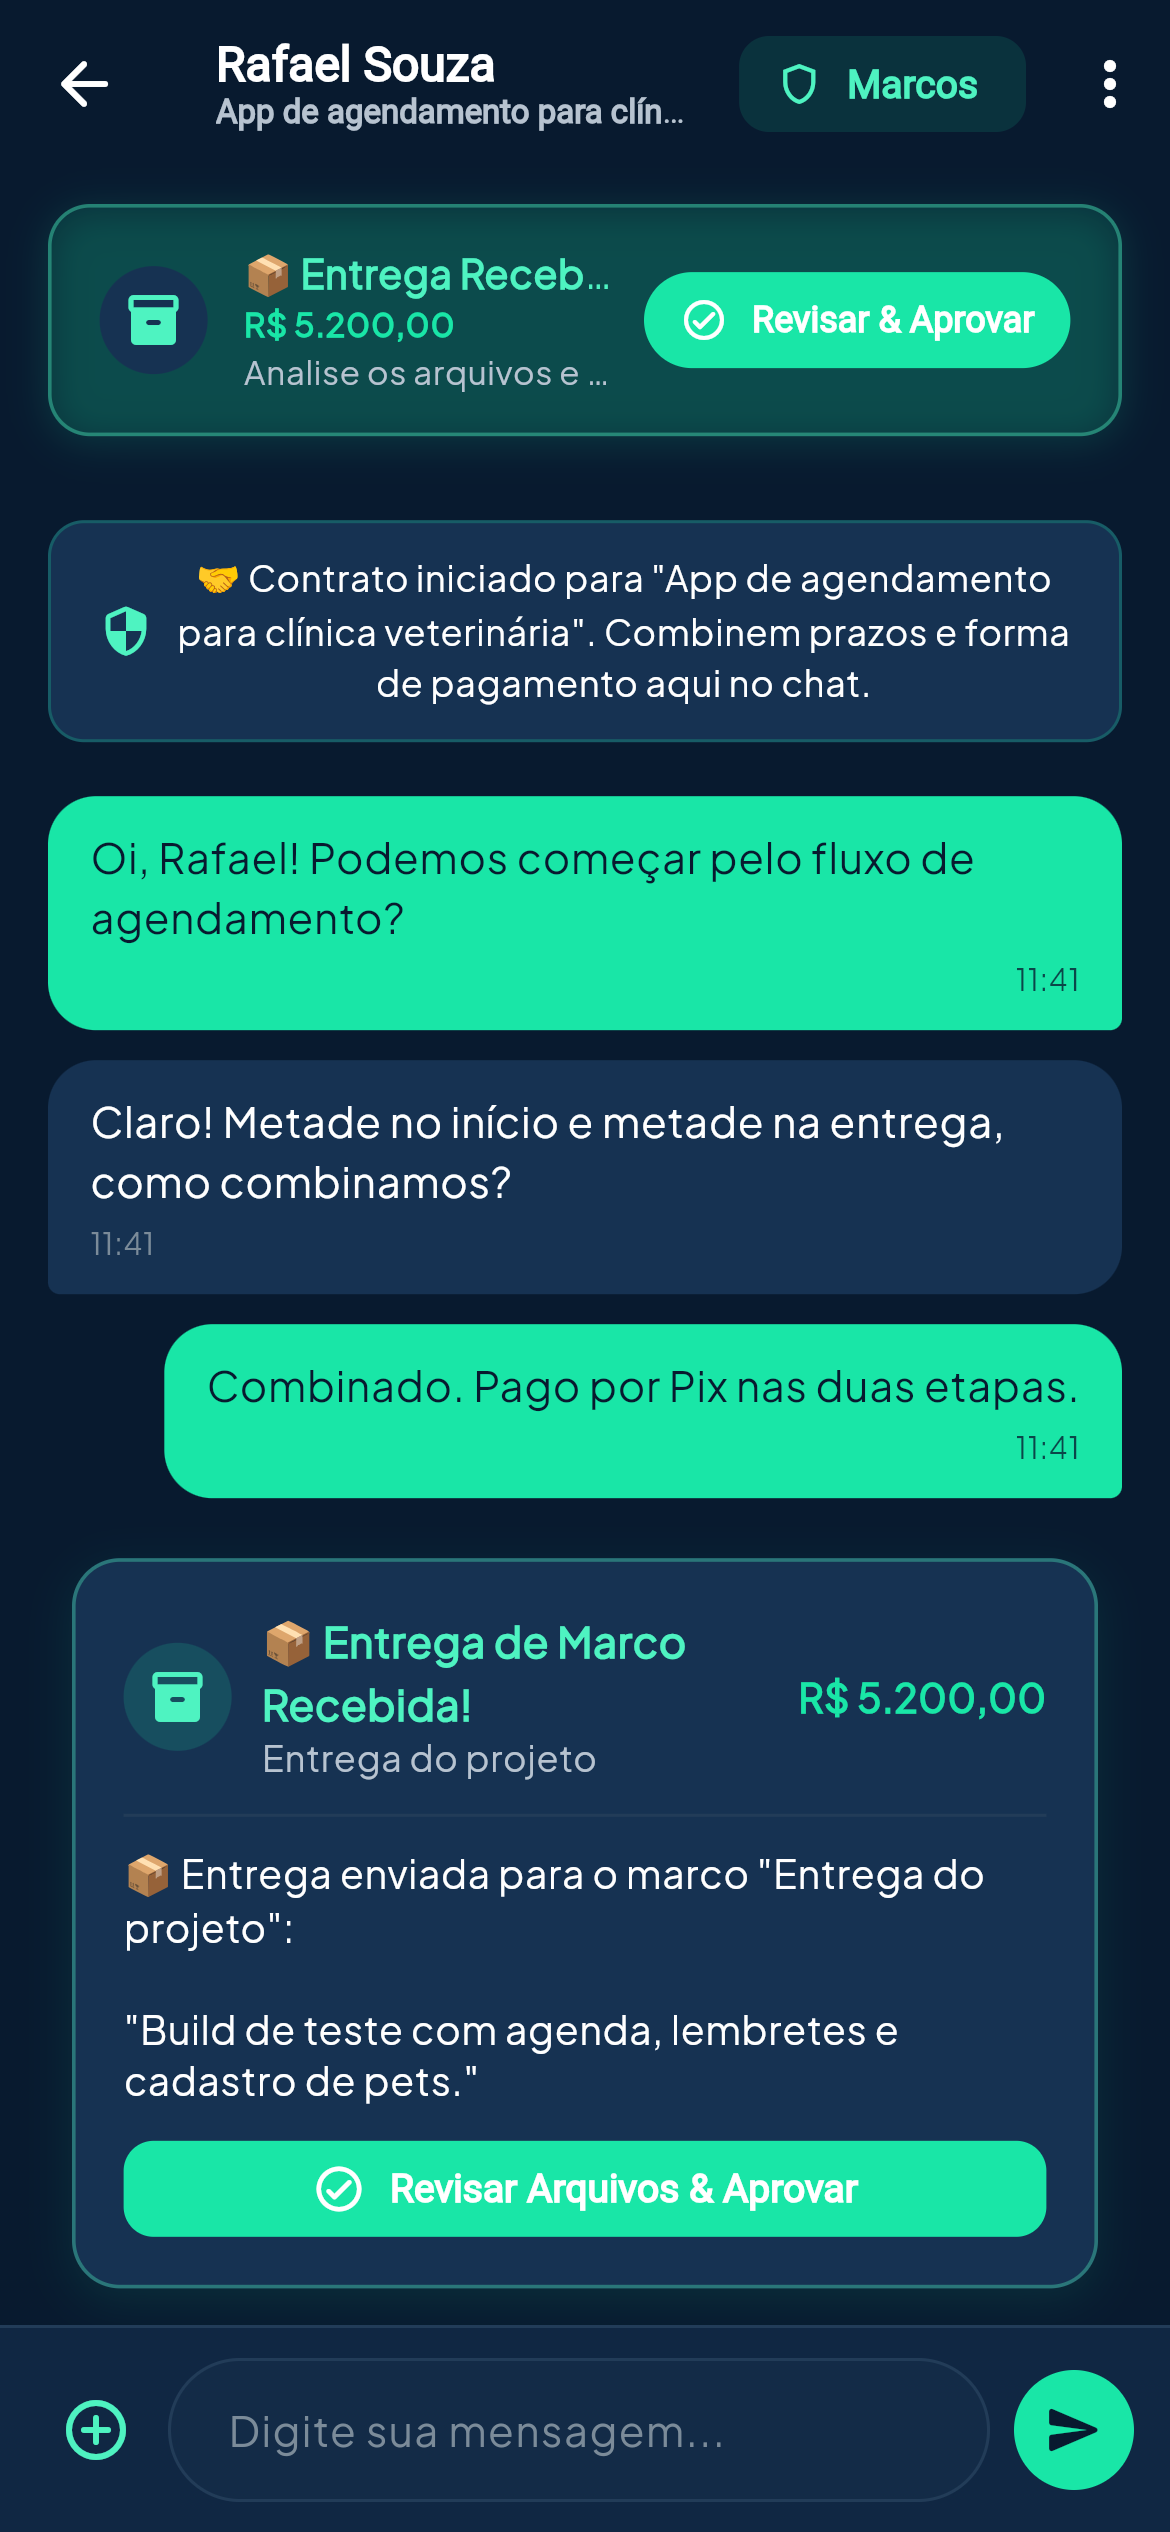 Rafael Souza
App de agendamento para clín...
Marcos
📦 Entrega Receb...
R$ 5.200,00
Analise os arquivos e ...
Revisar & Aprovar
🤝 Contrato iniciado para "App de agendamento
para clínica veterinária". Combinem prazos e forma
de pagamento aqui no chat.
Oi, Rafael! Podemos começar pelo fluxo de
agendamento?
11:41
Claro! Metade no início e metade na entrega,
como combinamos?
11:41
Combinado. Pago por Pix nas duas etapas.
11:41
📦 Entrega de Marco
Recebida!
R$ 5.200,00
Entrega do projeto
📦 Entrega enviada para o marco "Entrega do
projeto":
"Build de teste com agenda, lembretes e
cadastro de pets."
Revisar Arquivos & Aprovar
Digite sua mensagem...